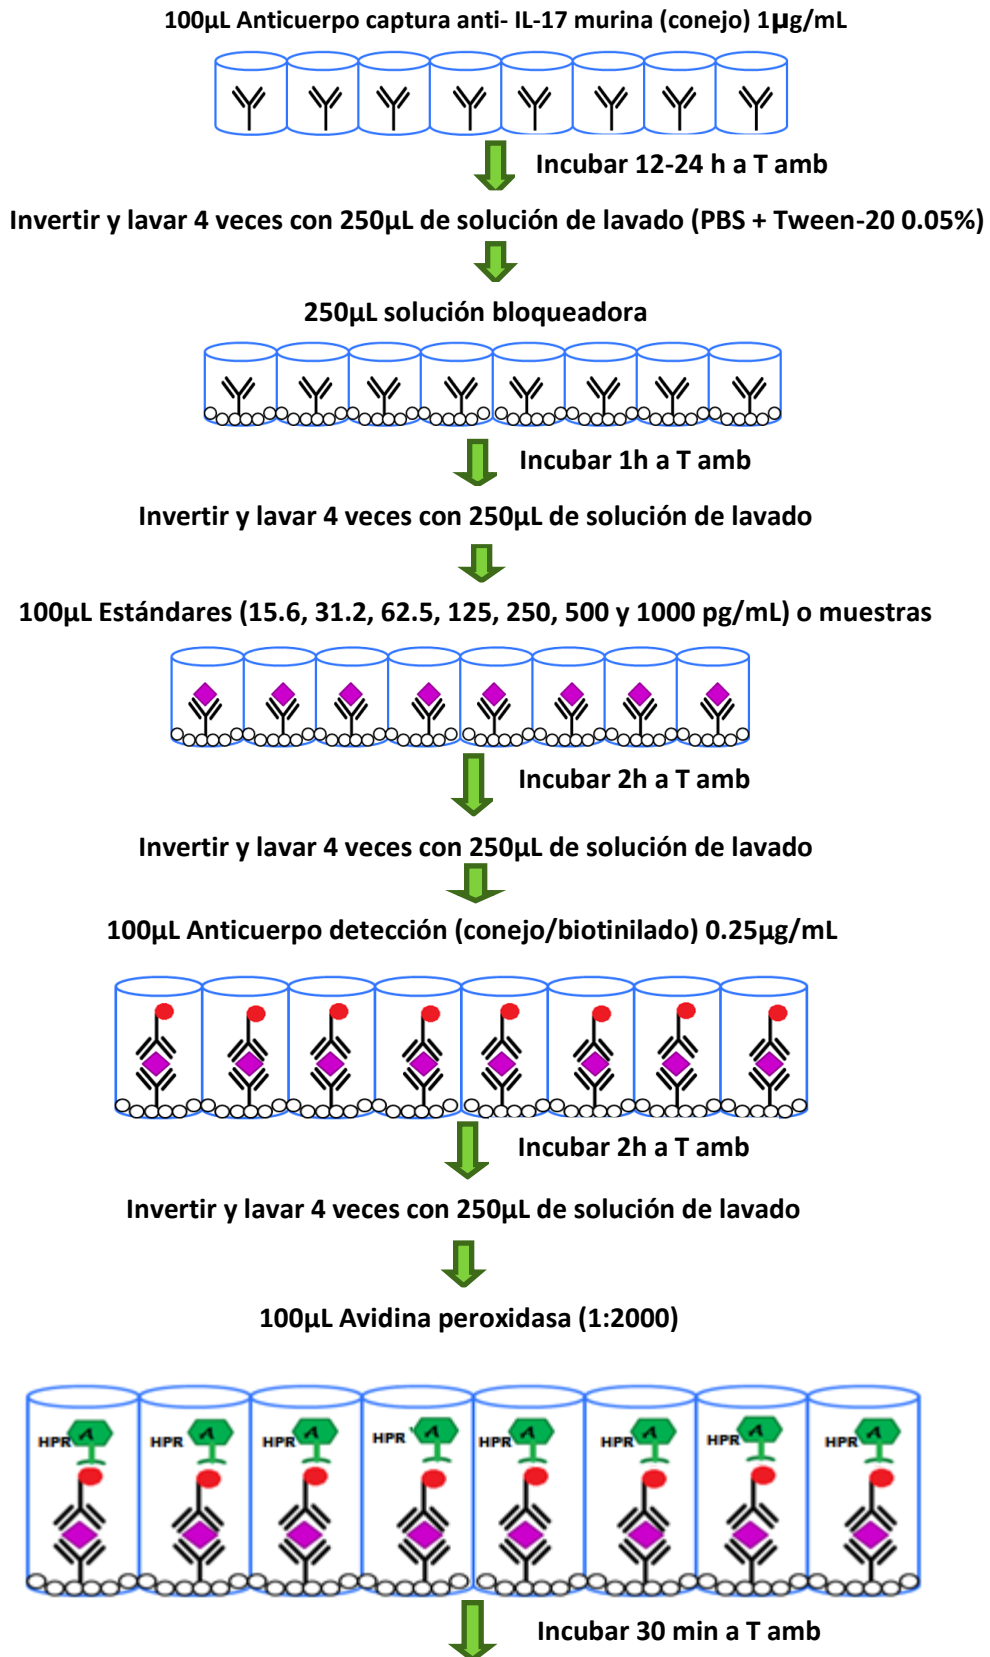 100µL Anticuerpo captura anti- IL-17 murina (conejo) 1µg/mL
Incubar 12-24 h a T amb
Invertir y lavar 4 veces con 250µL de solución de lavado (PBS + Tween-20 0.05%)
250µL solución bloqueadora
Incubar 1h a T amb
Invertir y lavar 4 veces con 250µL de solución de lavado
100µL Estándares (15.6, 31.2, 62.5, 125, 250, 500 y 1000 pg/mL) o muestras
Incubar 2h a T amb
Invertir y lavar 4 veces con 250µL de solución de lavado
100µL Anticuerpo detección (conejo/biotinilado) 0.25µg/mL
Incubar 2h a T amb
Invertir y lavar 4 veces con 250µL de solución de lavado
100µL Avidina peroxidasa (1:2000)
HPR A HPR A HPR A HPR A HPR A HPR A HPR A HPR A
Incubar 30 min a T amb